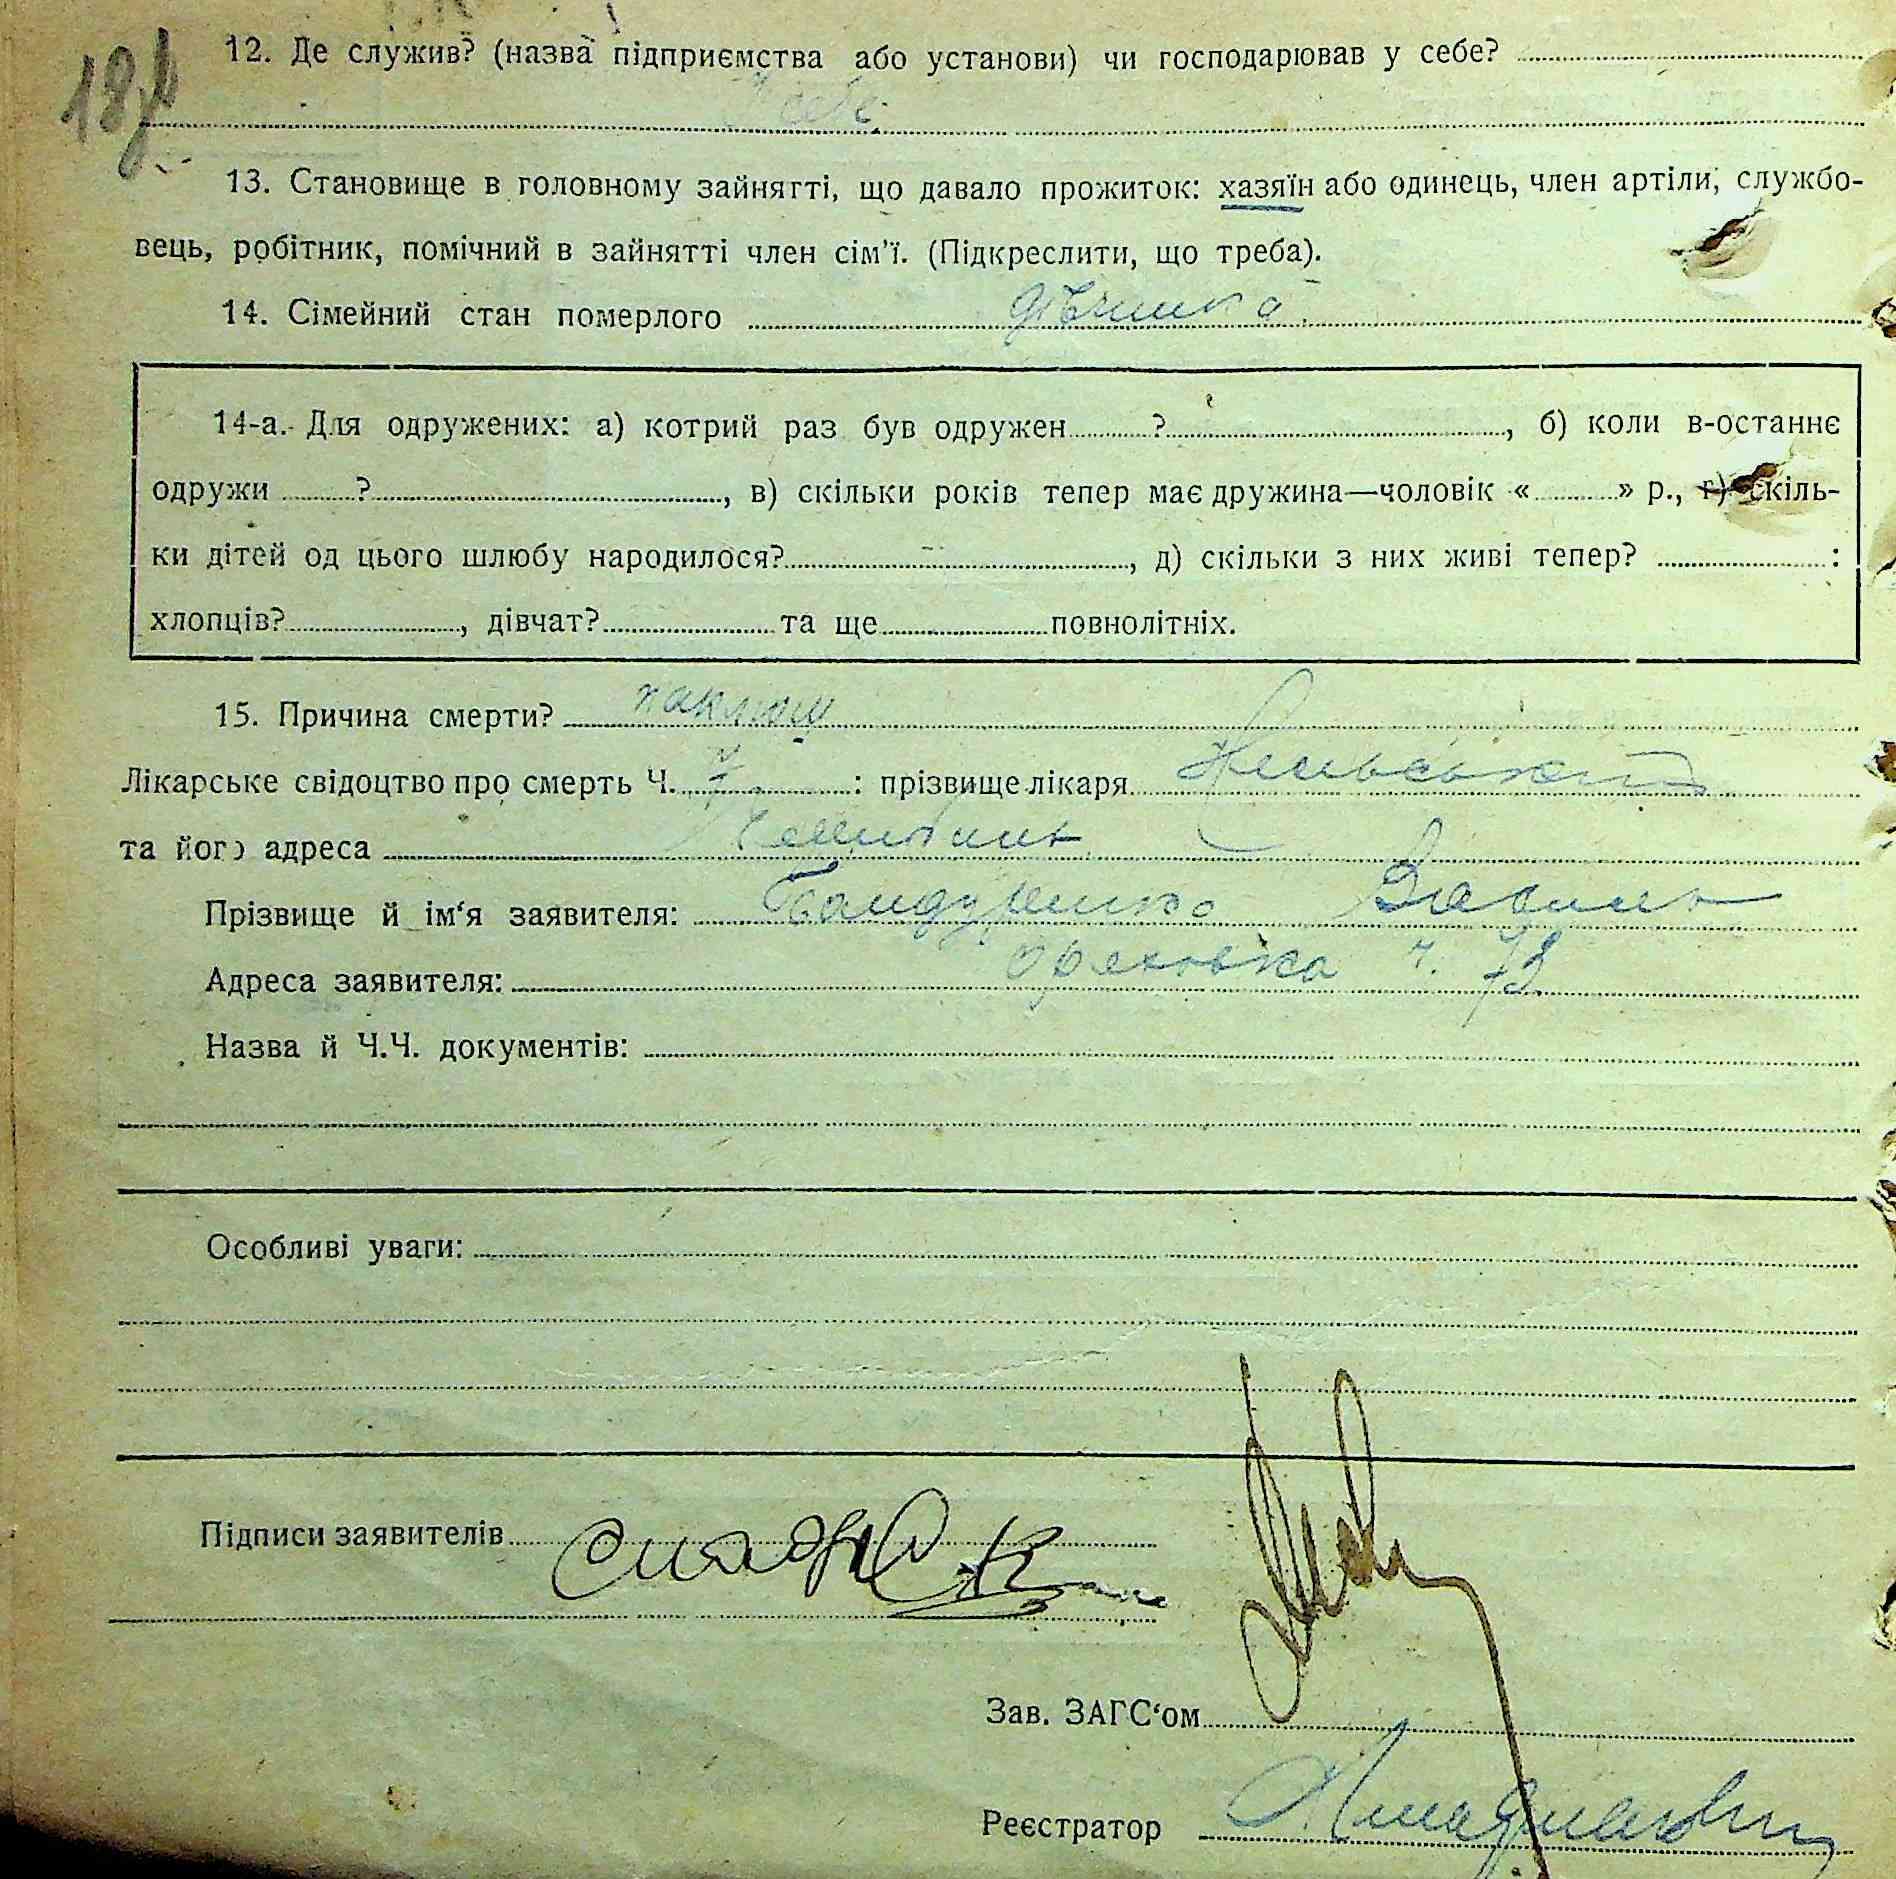 12. Де служив? (назва підприємства або установи) чи господарював у себе?
У себе
13. Становище в головному зайнятті, що давало прожиток: хазяїн або одинець, член артіли, службо-
вець, робітник, помічний в зайнятті член сім'ї. (Підкреслити, що треба).
14. Сімейний стан померлого дівчинка
14-а. Для одружених: а) котрий раз був одружен ?, б) коли в-останнє
одружи ?, в) скільки років тепер має дружина—чоловік « » р., г) скіль-
ки дітей од цього шлюбу народилося?, д) скільки з них живі тепер? :
хлопців?, дівчат? та ще повнолітніх.
15. Причина смерти? каклюш
Лікарське свідоцтво про смерть Ч. 7 : прізвище лікаря
та його адреса
Прізвище й ім‘я заявителя:
Адреса заявителя: Оріховка ч. 73
Назва й Ч.Ч. документів:
Особливі уваги:
Підписи заявителів
Зав. ЗАГС‘ом
Реєстратор